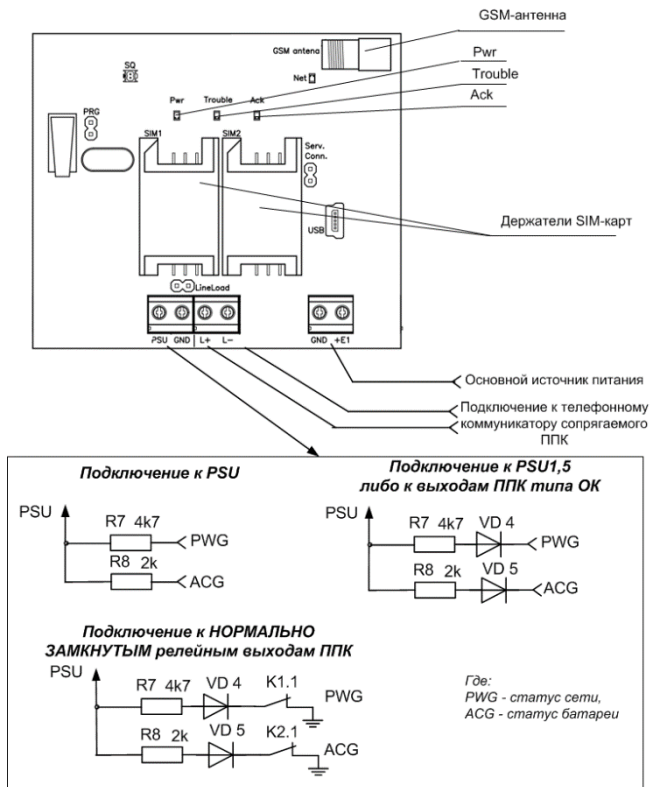 GSM-антенна
GSM antena
Pwr
SQ
Net
Trouble
Pwr Trouble Ack
Ack
PRG
SIM1 SIM2
Serv.
Conn.
Держатели SIM-карт
USB
LineLoad
PSU GND L+ L- GND +E1
Основной источник питания
Подключение к телефонному
коммуникатору сопрягаемого
ППК
Подключение к PSU
PSU
R7 4k7
PWG
R8 2k
ACG
Подключение к PSU1,5
либо к выходам ППК типа ОК
PSU
R7 4k7 VD 4
PWG
R8 2k VD 5
ACG
Подключение к НОРМАЛЬНО
ЗАМКНУТЫМ релейным выходам ППК
PSU
R7 4k7 VD 4 K1.1
PWG
R8 2k VD 5 K2.1
ACG
Где:
PWG - статус сети,
ACG - статус батареи